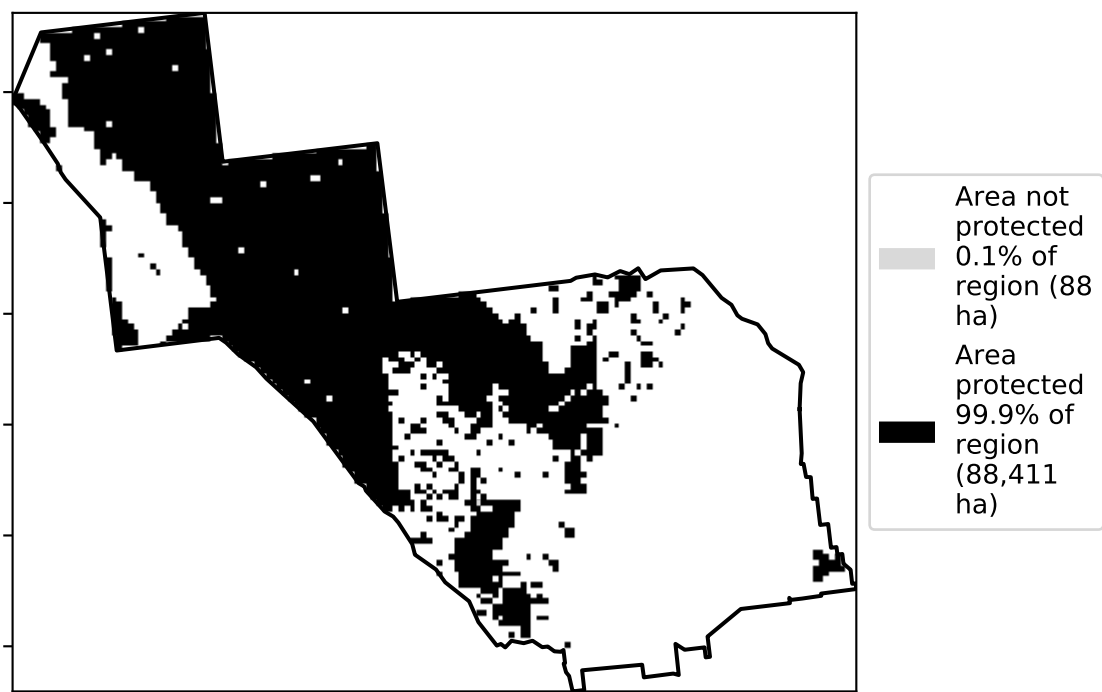 Area not
protected
0.1% of
region (88
ha)
Area
protected
99.9% of
region
(88,411
ha)